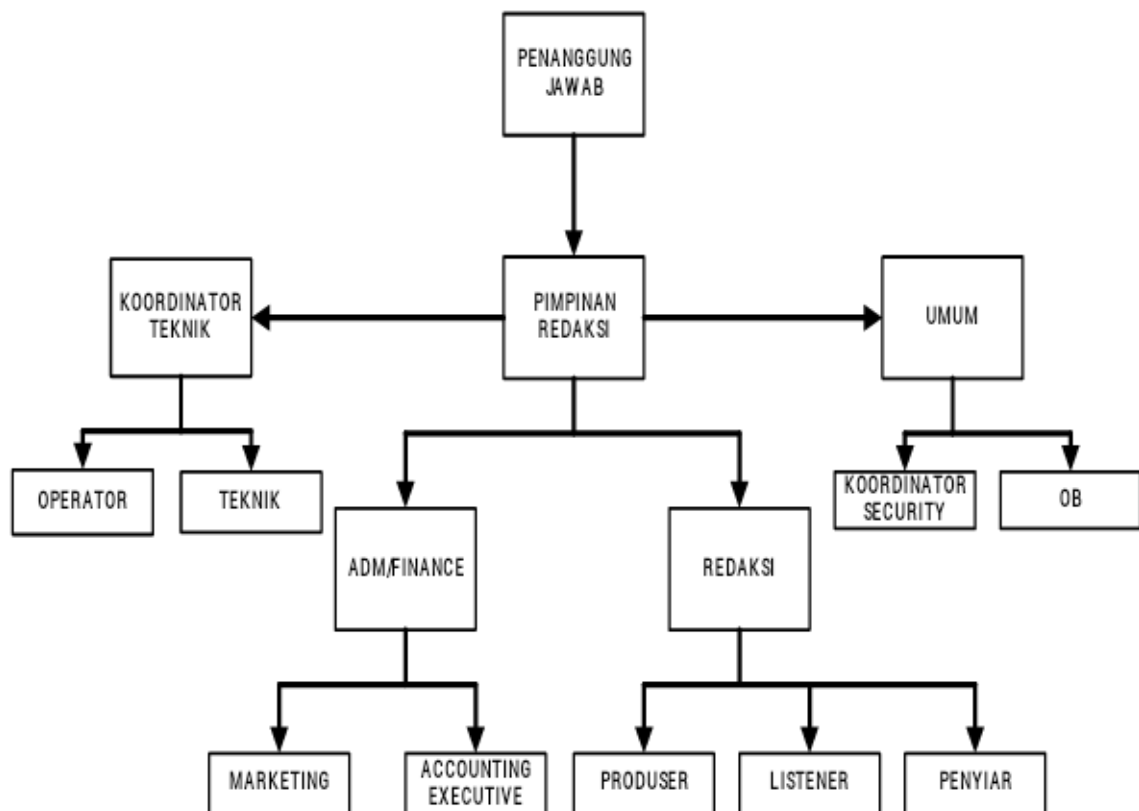 PENANGGUNG
JAWAB
KOORDINATOR
TEKNIK
PIMPINAN
REDAKSI
UMUM
OPERATOR
TEKNIK
KOORDINATOR
SECURITY
OB
ADM/FINANCE
REDAKSI
MARKETING
ACCOUNTING
EXECUTIVE
PRODUSER
LISTENER
PENYIAR